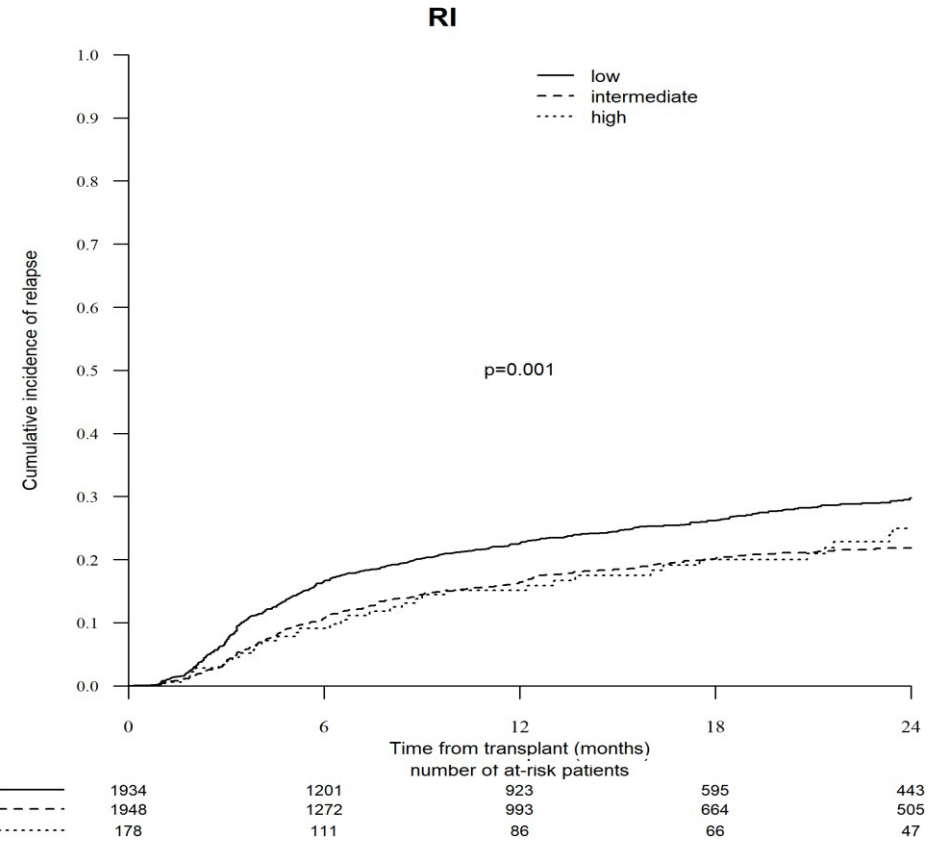 RI
low
intermediate
high
1.0
0.9
0.8
0.7
0.6
0.5
0.4
0.3
0.2
0.1
0.0
Cumulative incidence of relapse
p=0.001
0 6 12 18 24
Time from transplant (months)
number of at-risk patients
1934 1201 923 595 443
1948 1272 993 664 505
178 111 86 66 47